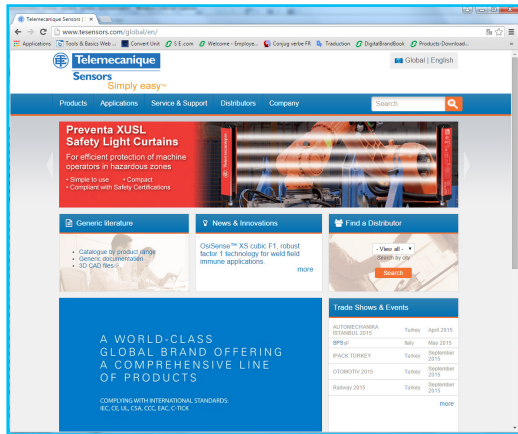 Telemecanique Sensors |
www.tesensors.com/global/en/
Applications Tools & Basics Web ... Convert Unit S E.com Welcome - Employe... Conjug verbe FR Traduction DigitalBrandBook Products-Download...
Telemecanique
Sensors
Simply easy™
Global | English
Products Applications Service & Support Distributors Company Search
Preventa XUSL
Safety Light Curtains
For efficient protection of machine
operators in hazardous zones
• Simple to use • Compact
• Compliant with Safety Certifications
Generic literature
• Catalogue by product range
• Generic documentation
• 3D CAD files
News & Innovations
OsiSense™ XS cubic F1, robust
factor 1 technology for weld field
immune applications.
more
Find a Distributor
- View all -
Search by city
Search
A WORLD-CLASS
GLOBAL BRAND OFFERING
A COMPREHENSIVE LINE
OF PRODUCTS
COMPLYING WITH INTERNATIONAL STANDARDS:
IEC, CE, UL, CSA, CCC, EAC, C-TICK
Trade Shows & Events
AUTOMECHANIKA ISTANBUL 2015 Turkey April 2015
SPS Italy May 2015
IPACK TURKEY Turkey September 2015
OTOMOTIV 2015 Turkey September 2015
Railway 2015 Turkey September 2015
more